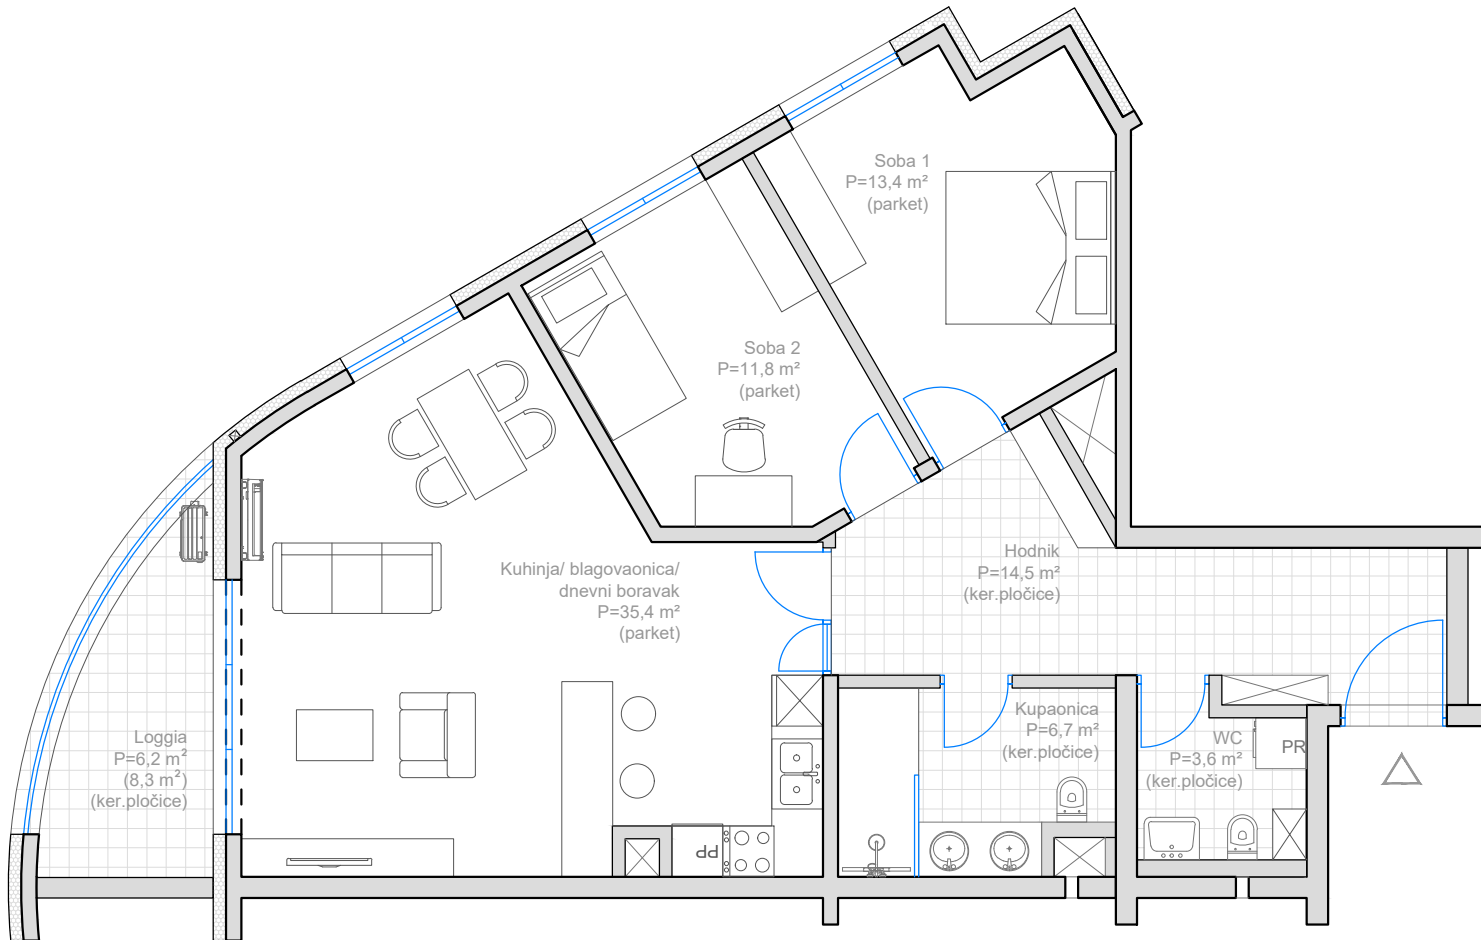 Soba 1
P=13,4 m²
(parket)
Soba 2
P=11,8 m²
(parket)
Kuhinja/ blagovaonica/
dnevni boravak
P=35,4 m²
(parket)
Hodnik
P=14,5 m²
(ker.pločice)
Loggia
P=6,2 m²
(8,3 m²)
(ker.pločice)
Kupaonica
P=6,7 m²
(ker.pločice)
WC
P=3,6 m²
(ker.pločice)
PR
PP